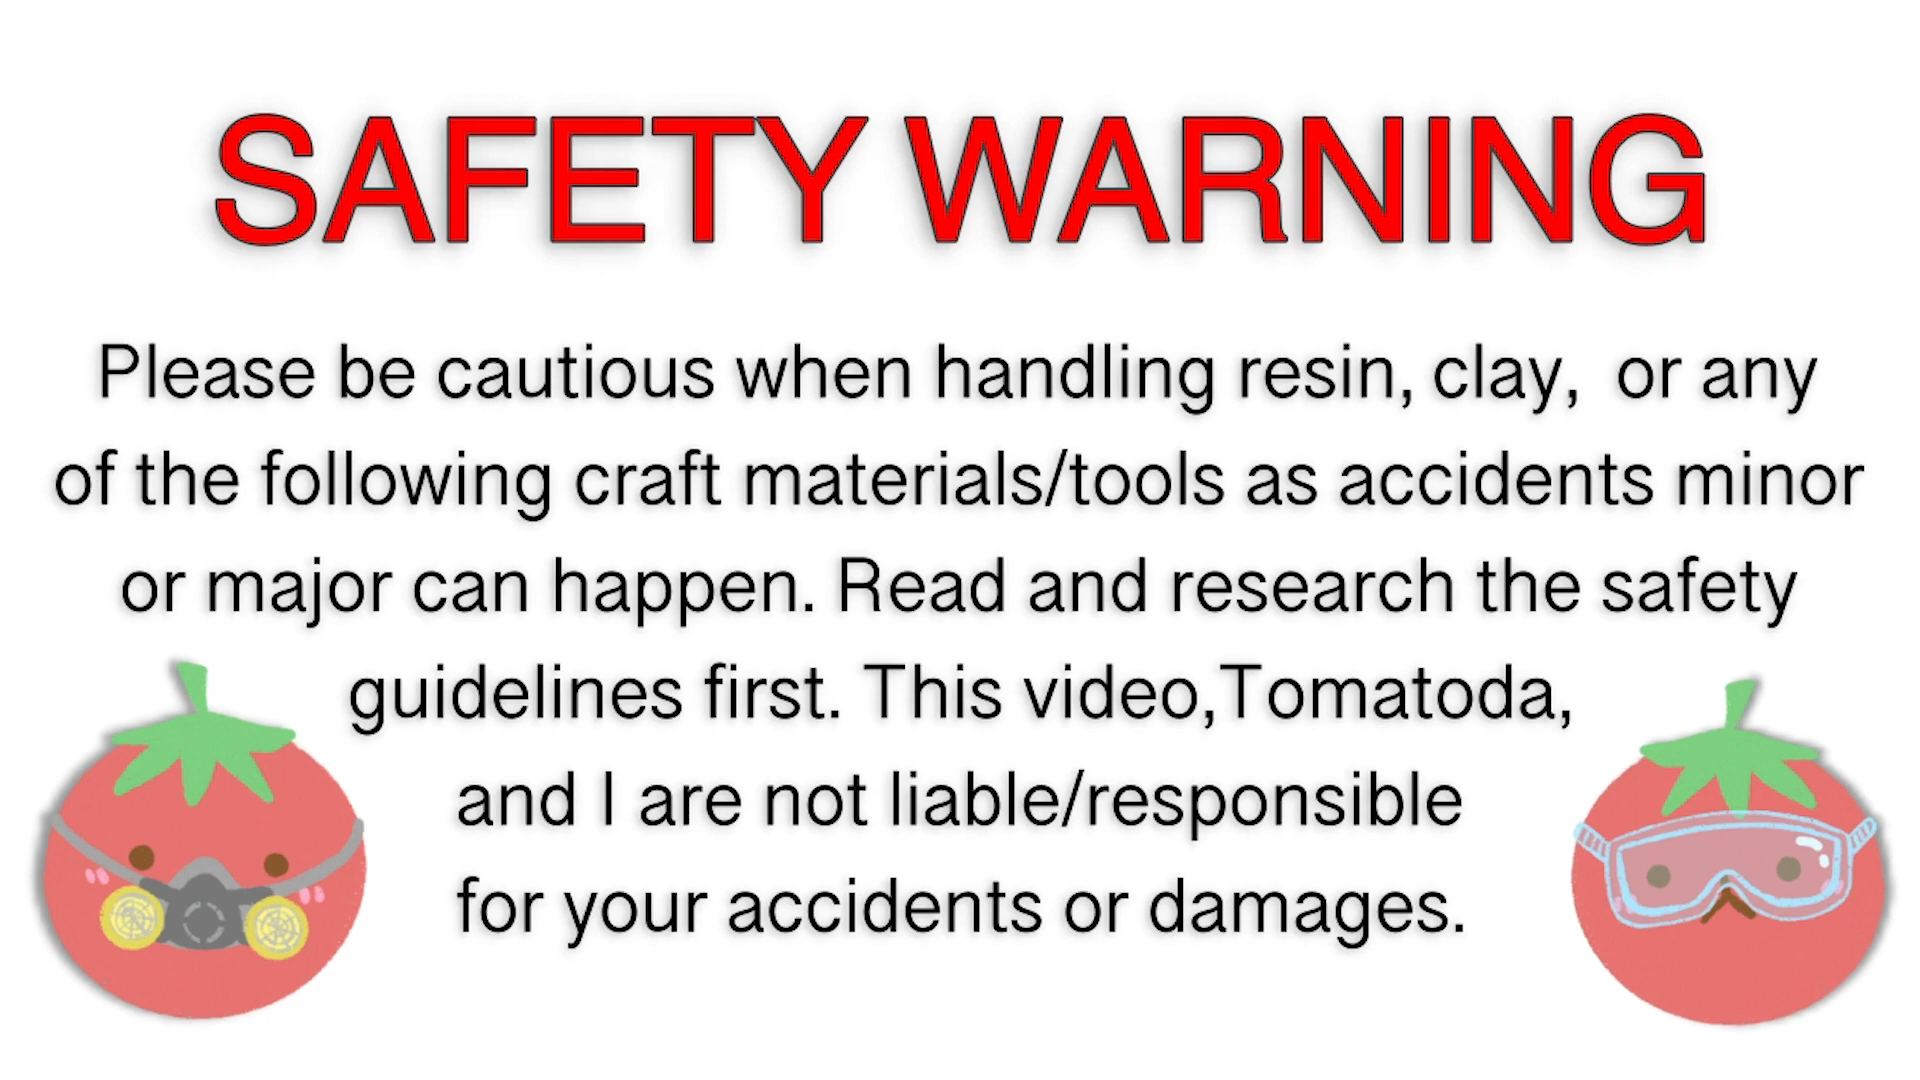 SAFETY WARNING
Please be cautious when handling resin, clay, or any
of the following craft materials/tools as accidents minor
or major can happen. Read and research the safety
guidelines first. This video,Tomatoda,
and I are not liable/responsible
for your accidents or damages.